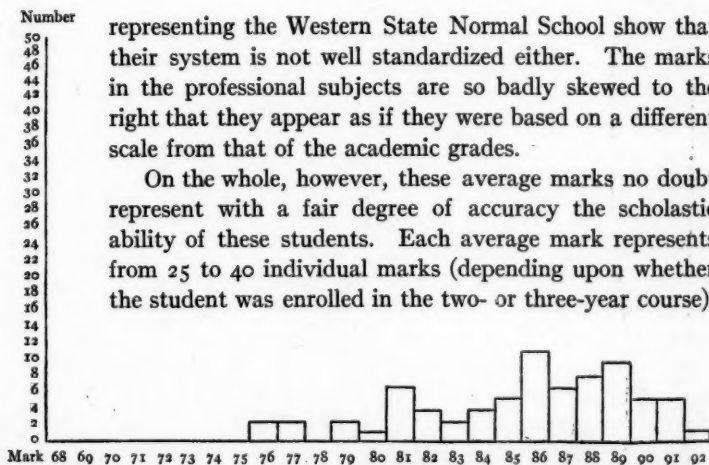 Number
representing the Western State Normal School show that
their system is not well standardized either. The marks
in the professional subjects are so badly skewed to the
right that they appear as if they were based on a different
scale from that of the academic grades.
On the whole, however, these average marks no doubt
represent with a fair degree of accuracy the scholastic
ability of these students. Each average mark represents
from 25 to 40 individual marks (depending upon whether
the student was enrolled in the two- or three-year course)
50
48
46
44
42
40
38
36
34
32
30
28
26
24
22
20
18
16
14
12
10
8
6
4
2
0
Mark 68 69 70 71 72 73 74 75 76 77 78 79 80 81 82 83 84 85 86 87 88 89 90 91 92